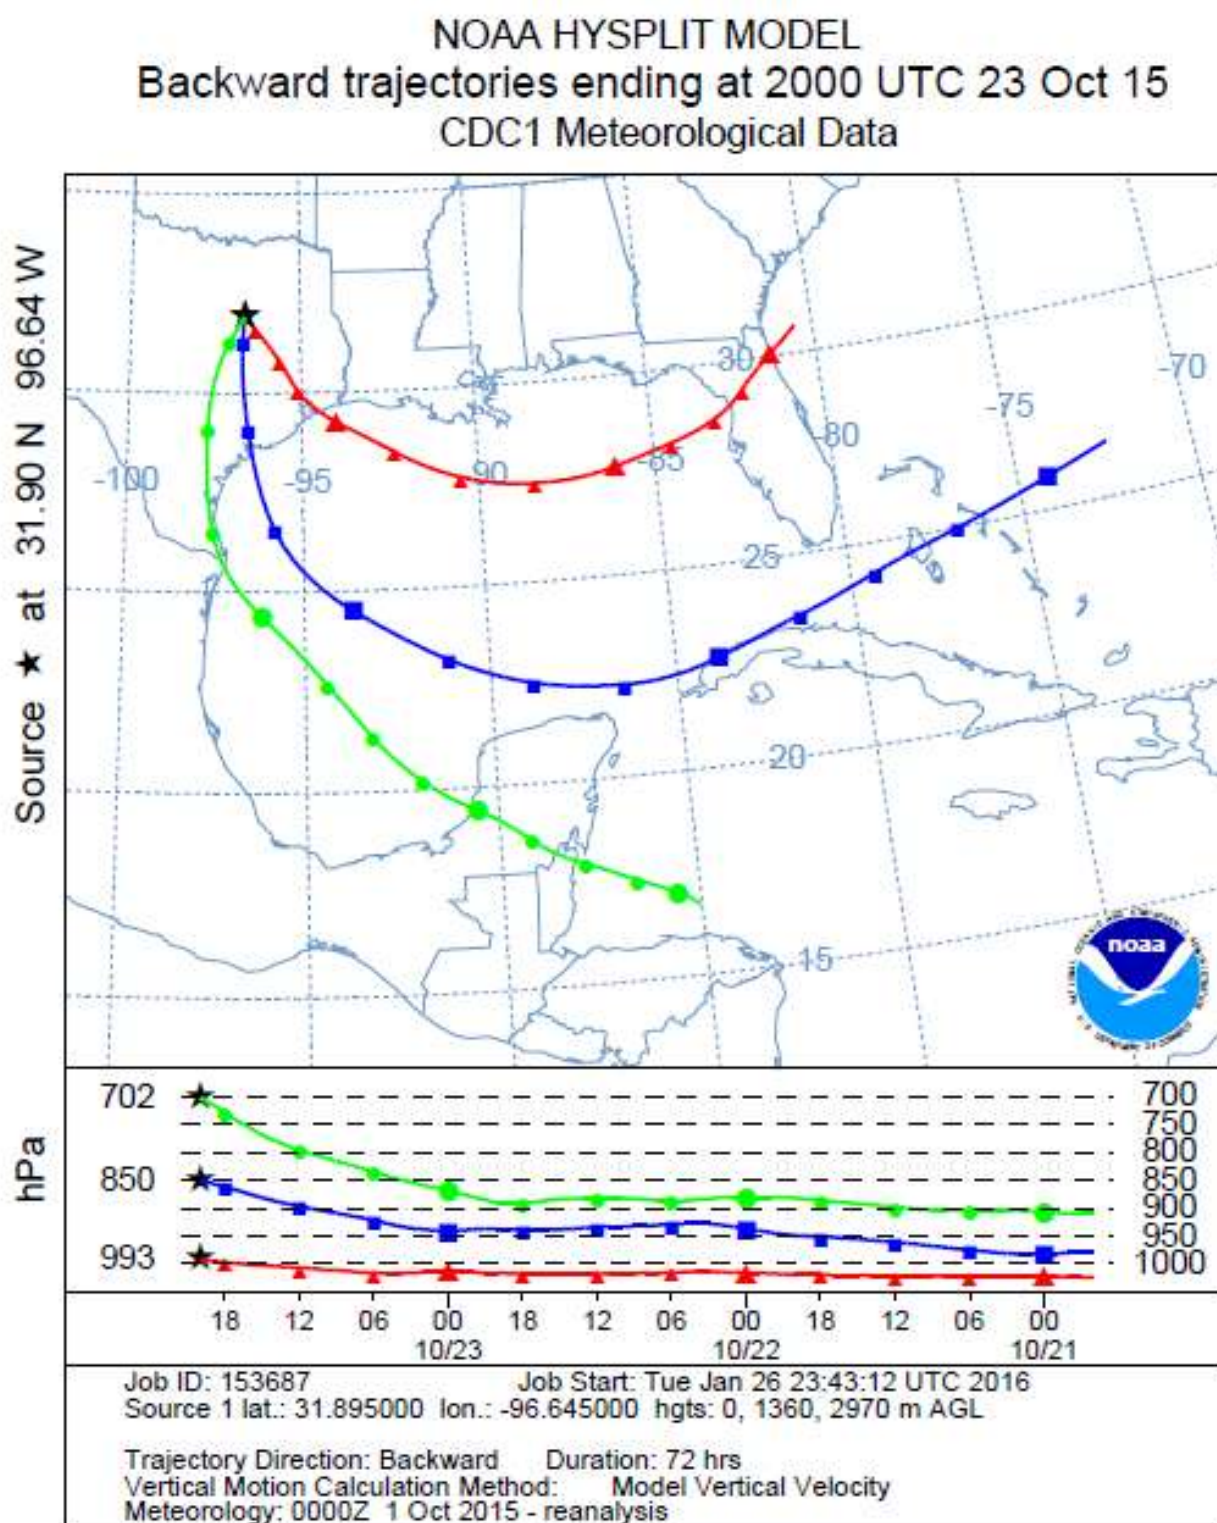 NOAA HYSPLIT MODEL
Backward trajectories ending at 2000 UTC 23 Oct 15
CDC1 Meteorological Data
Source ★ at 31.90 N 96.64 W
30
-70
-75
-80
-85
-90
-95
-100
25
20
15
noaa
hPa
702
850
993
700
750
800
850
900
950
1000
18 12 06 00 18 12 06 00 18 12 06 00
10/23 10/22 10/21
Job ID: 153687 Job Start: Tue Jan 26 23:43:12 UTC 2016
Source 1 lat.: 31.895000 lon.: -96.645000 hgts: 0, 1360, 2970 m AGL
Trajectory Direction: Backward Duration: 72 hrs
Vertical Motion Calculation Method: Model Vertical Velocity
Meteorology: 0000Z 1 Oct 2015 - reanalysis